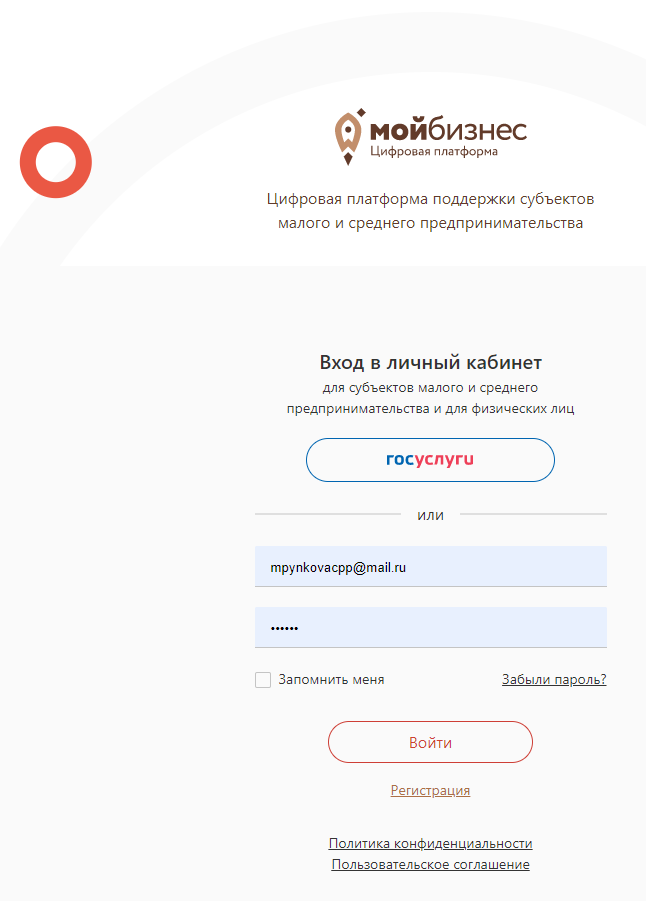 мойбизнес
Цифровая платформа
Цифровая платформа поддержки субъектов
малого и среднего предпринимательства
Вход в личный кабинет
для субъектов малого и среднего
предпринимательства и для физических лиц
госуслуги
или
mpynkovacpp@mail.ru
••••••
Запомнить меня
Забыли пароль?
Войти
Регистрация
Политика конфиденциальности
Пользовательское соглашение